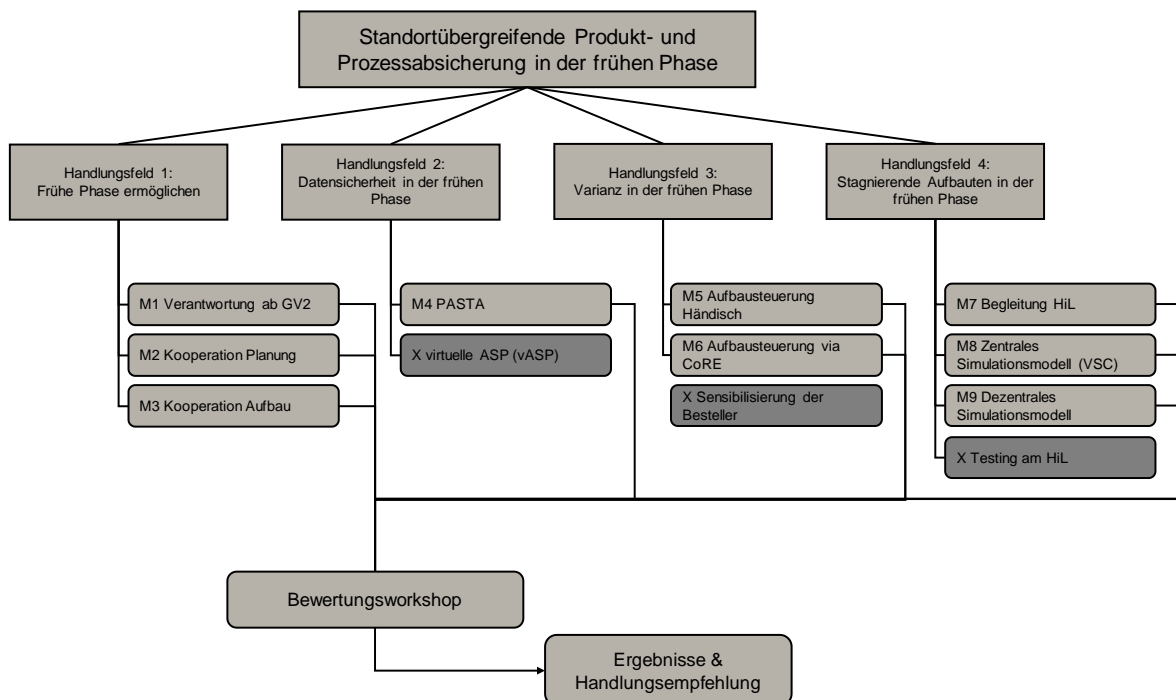 Standortübergreifende Produkt- und
Prozessabsicherung in der frühen Phase
Handlungsfeld 1:
Frühe Phase ermöglichen
Handlungsfeld 2:
Datensicherheit in der frühen
Phase
Handlungsfeld 3:
Varianz in der frühen Phase
Handlungsfeld 4:
Stagnierende Aufbauten in der
frühen Phase
M1 Verantwortung ab GV2
M2 Kooperation Planung
M3 Kooperation Aufbau
M4 PASTA
X virtuelle ASP (vASP)
M5 Aufbausteuerung
Händisch
M6 Aufbausteuerung via
CoRE
X Sensibilisierung der
Besteller
M7 Begleitung HiL
M8 Zentrales
Simulationsmodell (VSC)
M9 Dezentrales
Simulationsmodell
X Testing am HiL
Bewertungsworkshop
Ergebnisse &
Handlungsempfehlung